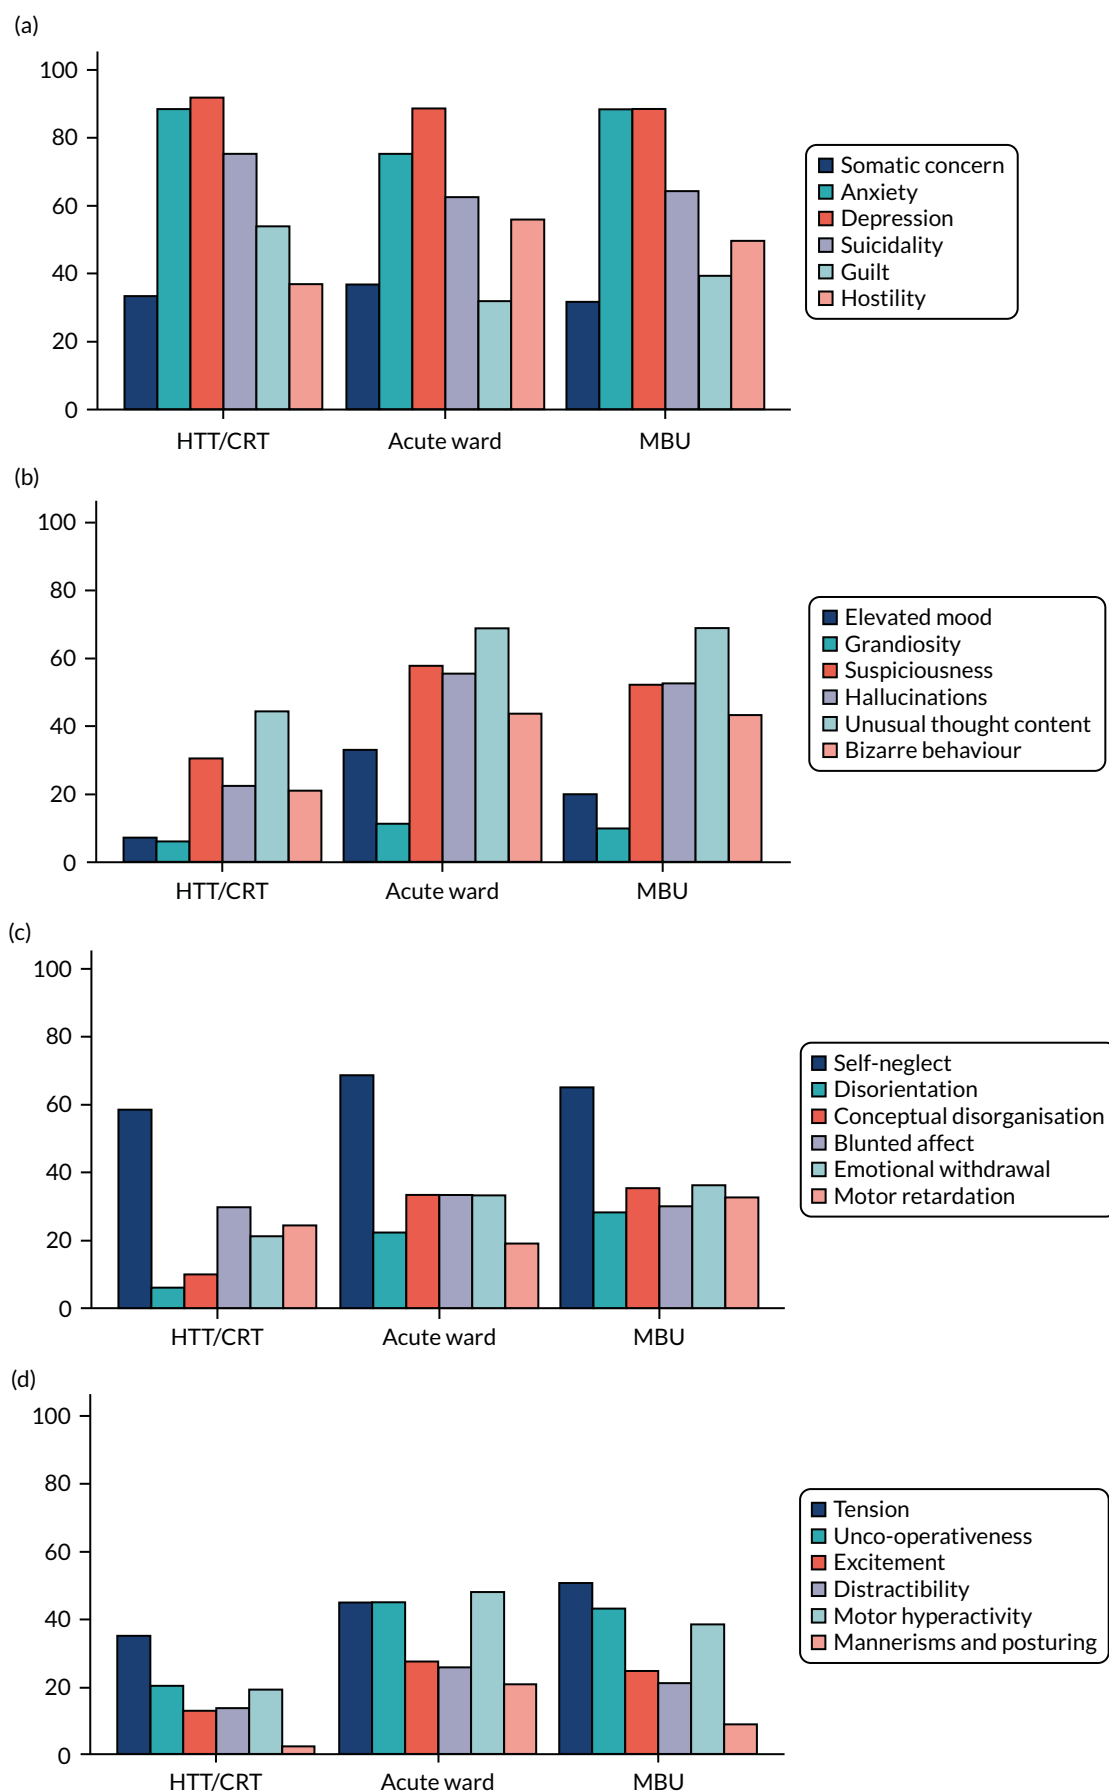 (a)
100
80
60
40
20
0
HTT/CRT
Acute ward
MBU
Somatic concern
Anxiety
Depression
Suicidality
Guilt
Hostility
(b)
100
80
60
40
20
0
HTT/CRT
Acute ward
MBU
Elevated mood
Grandiosity
Suspiciousness
Hallucinations
Unusual thought content
Bizarre behaviour
(c)
100
80
60
40
20
0
HTT/CRT
Acute ward
MBU
Self-neglect
Disorientation
Conceptual disorganisation
Blunted affect
Emotional withdrawal
Motor retardation
(d)
100
80
60
40
20
0
HTT/CRT
Acute ward
MBU
Tension
Unco-operativeness
Excitement
Distractibility
Motor hyperactivity
Mannerisms and posturing